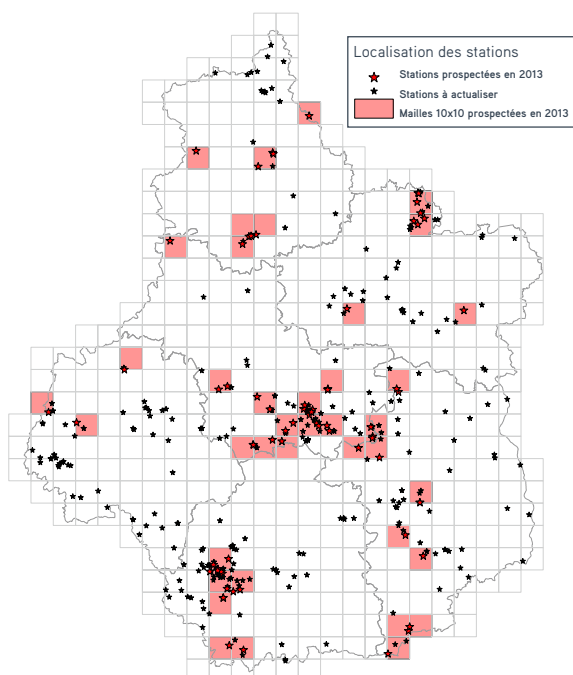 Localisation des stations
Stations prospectées en 2013
Stations à actualiser
Mailles 10x10 prospectées en 2013